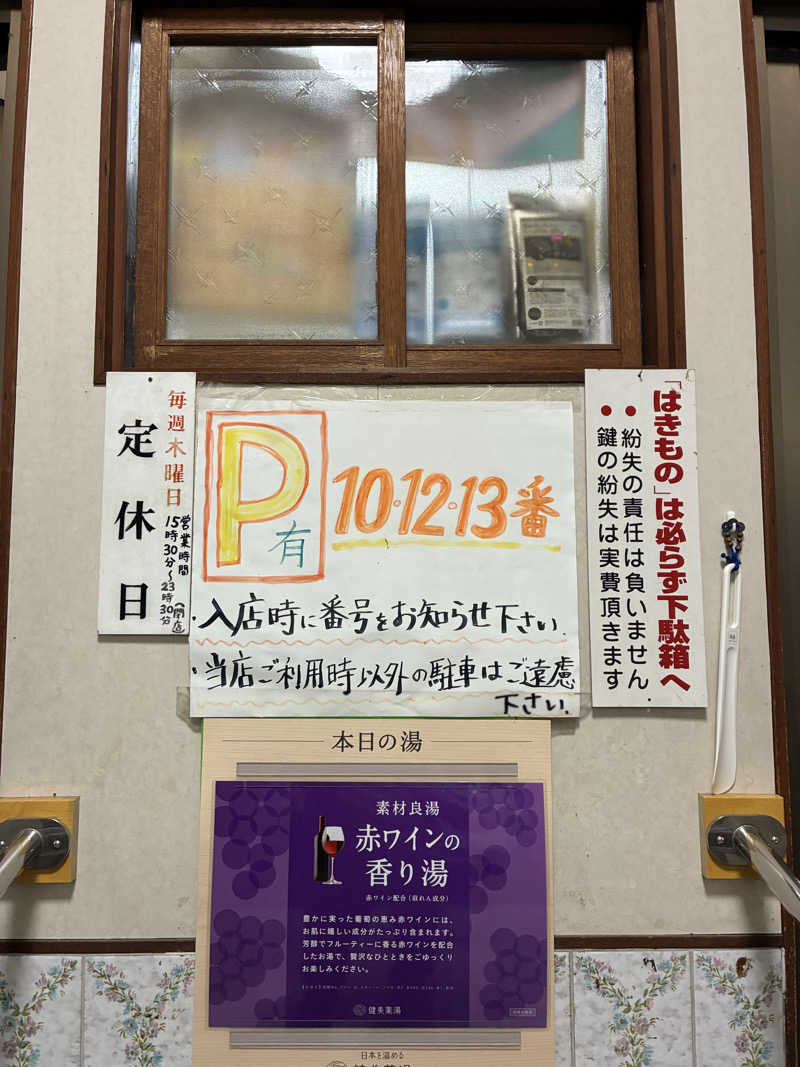 毎週木曜日
定休日
営業時間
15時30分～23時30分
閉店
P有
10・12・13番
・入店時に番号をお知らせ下さい.
・当店ご利用時以外の駐車はご遠慮
下さい.
「はきもの」は必らず下駄箱へ
●紛失の責任は負いません
●鍵の紛失は実費頂きます
本日の湯
素材良湯
赤ワインの
香り湯
赤ワイン配合（保れん成分）
豊かに実った葡萄の恵み赤ワインには、
お肌に嬉しい成分がたっぷり含まれます。
芳醇でフルーティーに香る赤ワインを配合
したお湯で、贅沢なひとときをごゆっくり
お楽しみください。
健美薬湯
日本を温める
健美薬湯